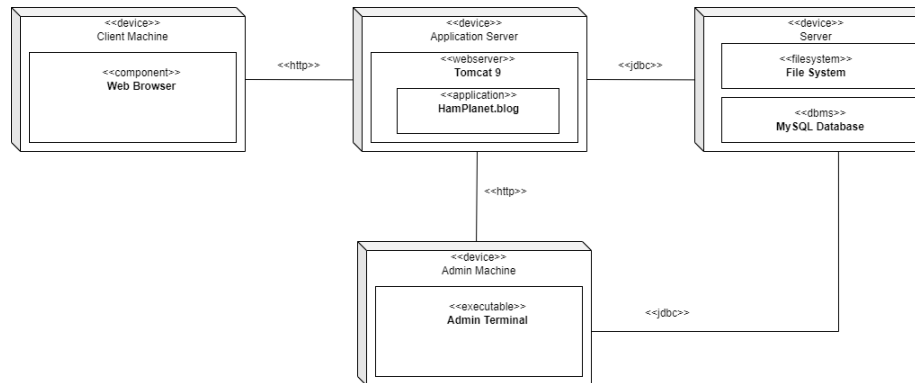 <<device>>
Client Machine
<<component>>
Web Browser
<<http>>
<<device>>
Application Server
<<webserver>>
Tomcat 9
<<application>>
HamPlanet.blog
<<jdbc>>
<<device>>
Server
<<filesystem>>
File System
<<dbms>>
MySQL Database
<<http>>
<<device>>
Admin Machine
<<executable>>
Admin Terminal
<<jdbc>>